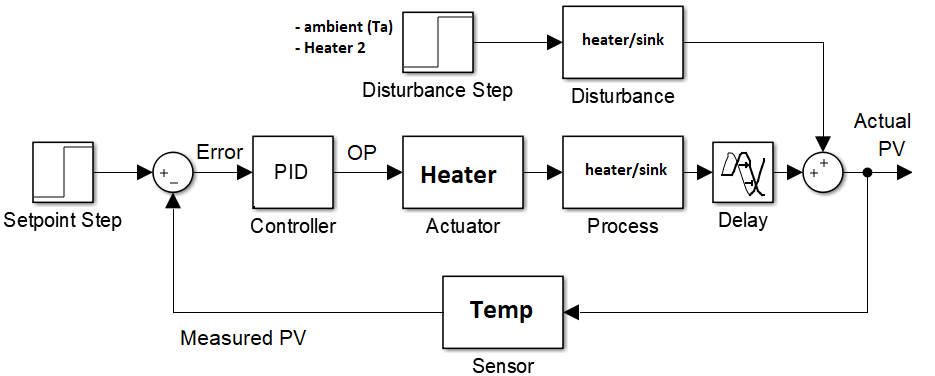 - ambient (Ta)
- Heater 2
heater/sink
Disturbance Step
Disturbance
Actual
PV
Error
OP
+
−
PID
Heater
heater/sink
+
+
Setpoint Step
Controller
Actuator
Process
Delay
Temp
Measured PV
Sensor